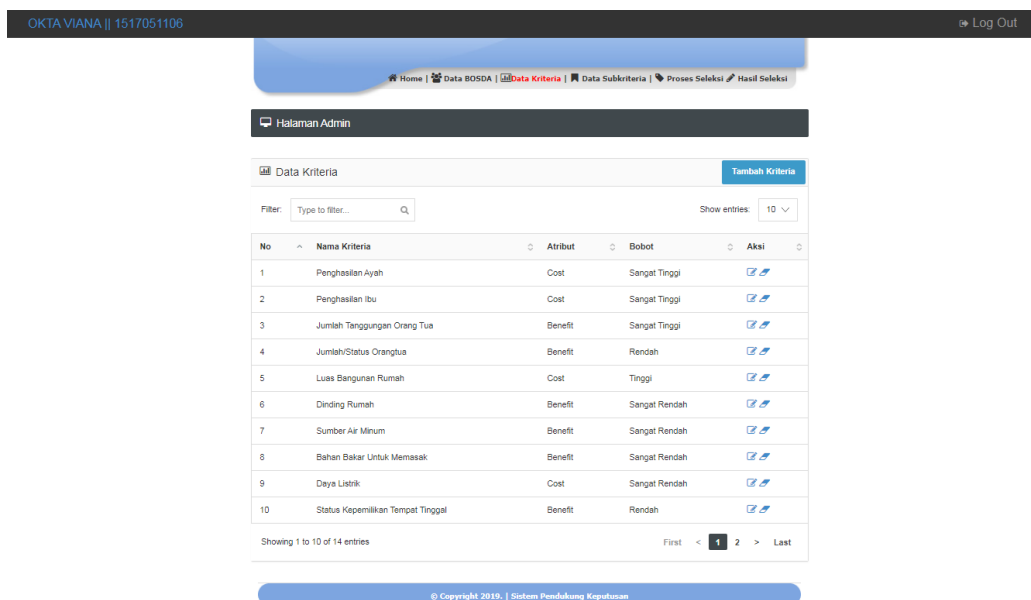 OKTA VIANA || 1517051106 Log Out
Home | Data BOSDA | Data Kriteria | Data Subkriteria | Proses Seleksi Hasil Seleksi
Halaman Admin
Data Kriteria Tambah Kriteria
Filter: Type to filter... Show entries: 10
No Nama Kriteria Atribut Bobot Aksi
1 Penghasilan Ayah Cost Sangat Tinggi
2 Penghasilan Ibu Cost Sangat Tinggi
3 Jumlah Tanggungan Orang Tua Benefit Sangat Tinggi
4 Jumlah/Status Orangtua Benefit Rendah
5 Luas Bangunan Rumah Cost Tinggi
6 Dinding Rumah Benefit Sangat Rendah
7 Sumber Air Minum Benefit Sangat Rendah
8 Bahan Bakar Untuk Memasak Benefit Sangat Rendah
9 Daya Listrik Cost Sangat Rendah
10 Status Kepemilikan Tempat Tinggal Benefit Rendah
Showing 1 to 10 of 14 entries First < 1 2 > Last
© Copyright 2019. | Sistem Pendukung Keputusan